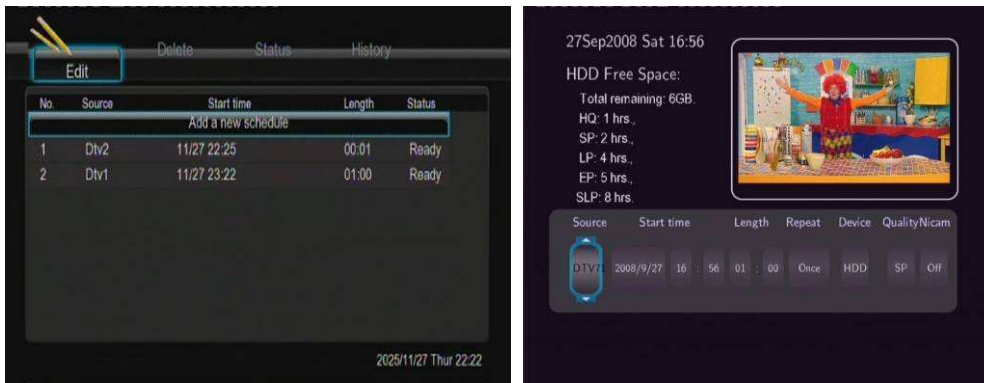 Delete Status History
Edit
No. Source Start time Length Status
Add a new schedule
1 Dtv2 11/27 22:25 00:01 Ready
2 Dtv1 11/27 23:22 01:00 Ready
2025/11/27 Thur 22:22
27Sep2008 Sat 16:56
HDD Free Space:
Total remaining: 6GB.
HQ: 1 hrs.,
SP: 2 hrs.,
LP: 4 hrs.,
EP: 5 hrs.,
SLP: 8 hrs.
Source Start time Length Repeat Device Quality Nicam
DTV71 2008/9/27 16 : 56 01 : 00 Once HDD SP Off